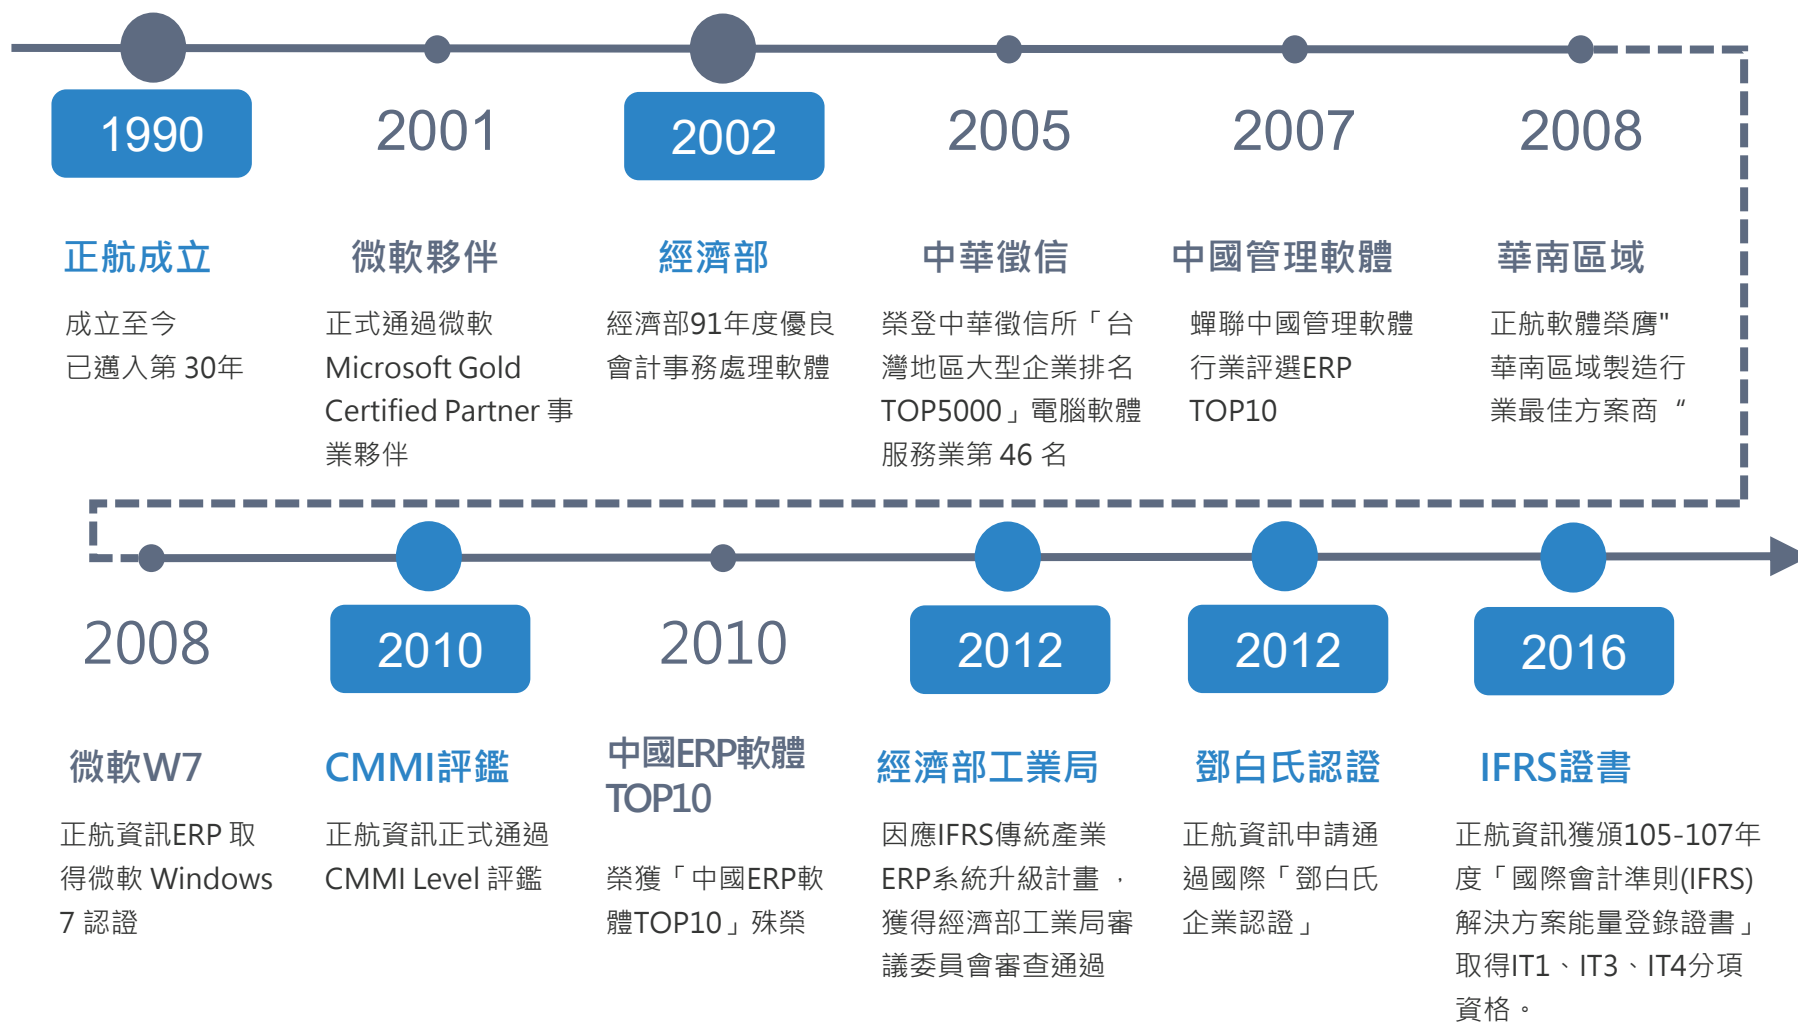 1990
正航成立
成立至今
已邁入第 30年
2001
微軟夥伴
正式通過微軟
Microsoft Gold
Certified Partner 事
業夥伴
2002
經濟部
經濟部91年度優良
會計事務處理軟體
2005
中華徵信
榮登中華徵信所「台
灣地區大型企業排名
TOP5000」電腦軟體
服務業第 46 名
2007
中國管理軟體
蟬聯中國管理軟體
行業評選ERP
TOP10
2008
華南區域
正航軟體榮膺"
華南區域製造行
業最佳方案商“
2008
微軟W7
正航資訊ERP 取
得微軟 Windows
7 認證
2010
CMMI評鑑
正航資訊正式通過
CMMI Level 評鑑
2010
中國ERP軟體
TOP10
榮獲「中國ERP軟
體TOP10」殊榮
2012
經濟部工業局
因應IFRS傳統產業
ERP系統升級計畫，
獲得經濟部工業局審
議委員會審查通過
2012
鄧白氏認證
正航資訊申請通
過國際「鄧白氏
企業認證」
2016
IFRS證書
正航資訊獲頒105-107年
度「國際會計準則(IFRS)
解決方案能量登錄證書」
取得IT1、IT3、IT4分項
資格。